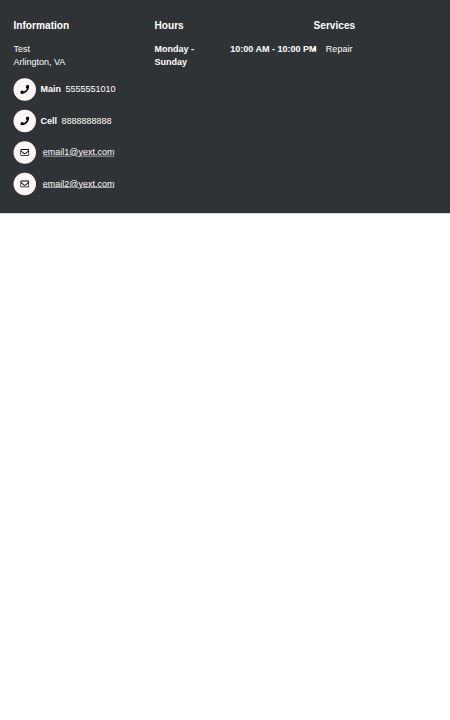 Information
Test
Arlington, VA
Main 5555551010
Cell 8888888888
email1@yext.com
email2@yext.com
Hours
Monday - 10:00 AM - 10:00 PM
Sunday
Services
Repair